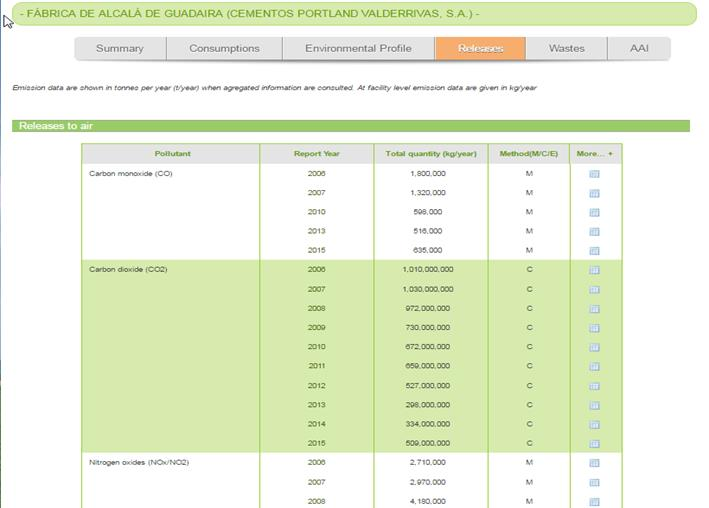 - FÁBRICA DE ALCALÁ DE GUADAIRA (CEMENTOS PORTLAND VALDERRIVAS, S.A.) -
Summary Consumptions Environmental Profile Releases Wastes AAI
Emission data are shown in tonnes per year (t/year) when agregated information are consulted. At facility level emission data are given in kg/year
Releases to air
Pollutant Report Year Total quantity (kg/year) Method(M/C/E) More... +
Carbon monoxide (CO) 2006 1,800,000 M
2007 1,320,000 M
2010 598,000 M
2013 516,000 M
2015 635,000 M
Carbon dioxide (CO2) 2006 1,010,000,000 C
2007 1,030,000,000 C
2008 972,000,000 C
2009 730,000,000 C
2010 672,000,000 C
2011 659,000,000 C
2012 527,000,000 C
2013 298,000,000 C
2014 334,000,000 C
2015 509,000,000 C
Nitrogen oxides (NOx/NO2) 2006 2,710,000 M
2007 2,970,000 M
2008 4,180,000 M